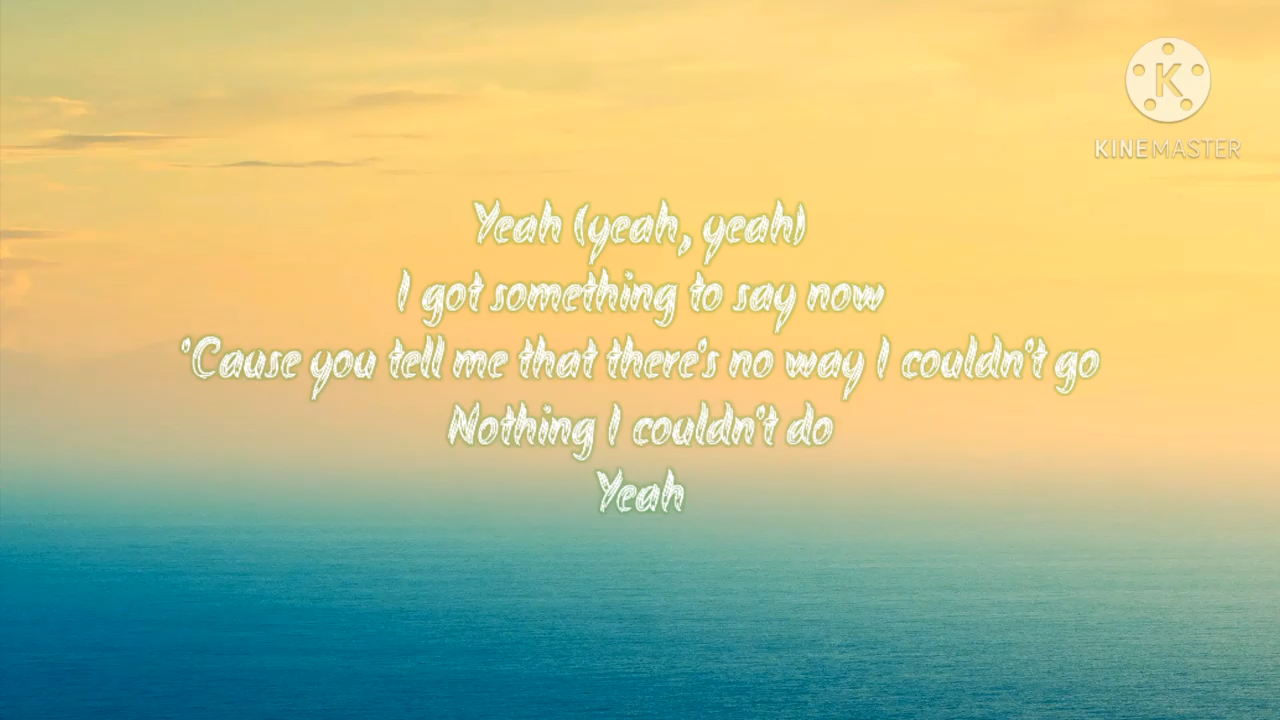 KINEMASTER
Yeah (yeah, yeah)
I got something to say now
'Cause you tell me that there's no way I couldn't go
Nothing I couldn't do
Yeah